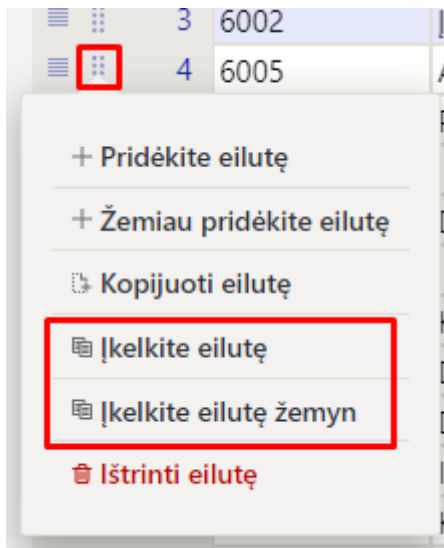 3 6002
4 6005
Pridėkite eilutę
Žemiau pridėkite eilutę
Kopijuoti eilutę
Įkelkite eilutę
Įkelkite eilutę žemyn
Ištrinti eilutę